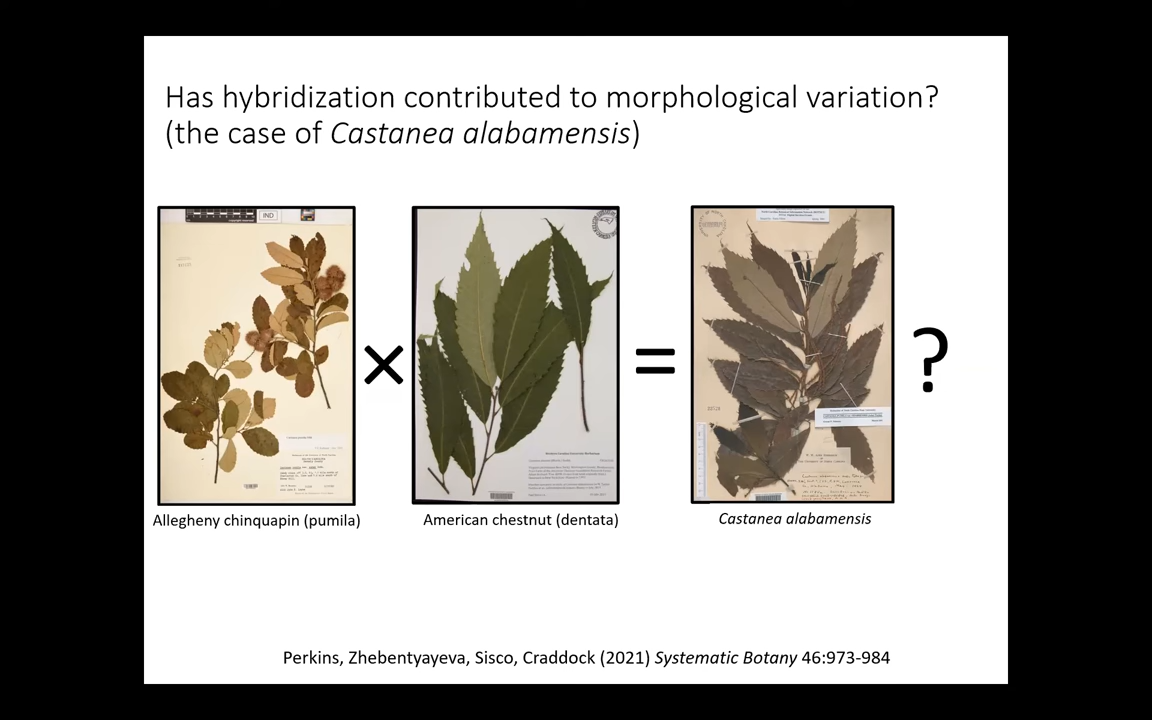 Has hybridization contributed to morphological variation?
(the case of Castanea alabamensis)
IND
×
=
?
Allegheny chinquapin (pumila)
American chestnut (dentata)
Castanea alabamensis
Perkins, Zhebentyayeva, Sisco, Craddock (2021) Systematic Botany 46:973-984